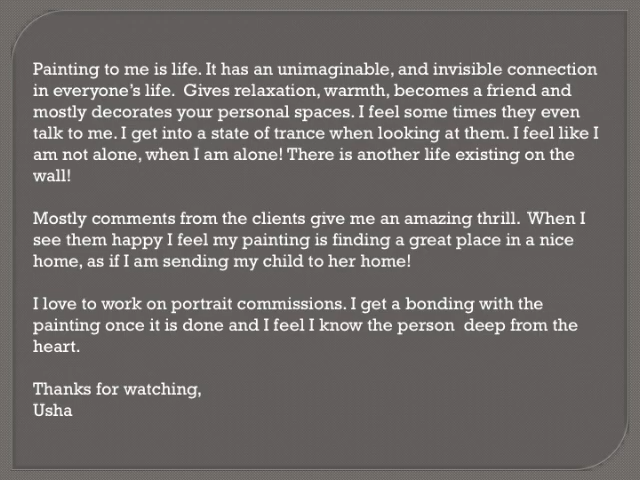 Painting to me is life. It has an unimaginable, and invisible connection
in everyone's life.  Gives relaxation, warmth, becomes a friend and
mostly decorates your personal spaces. I feel some times they even
talk to me. I get into a state of trance when looking at them. I feel like I
am not alone, when I am alone! There is another life existing on the
wall!

Mostly comments from the clients give me an amazing thrill.  When I
see them happy I feel my painting is finding a great place in a nice
home, as if I am sending my child to her home!

I love to work on portrait commissions. I get a bonding with the
painting once it is done and I feel I know the person  deep from the
heart.

Thanks for watching,
Usha